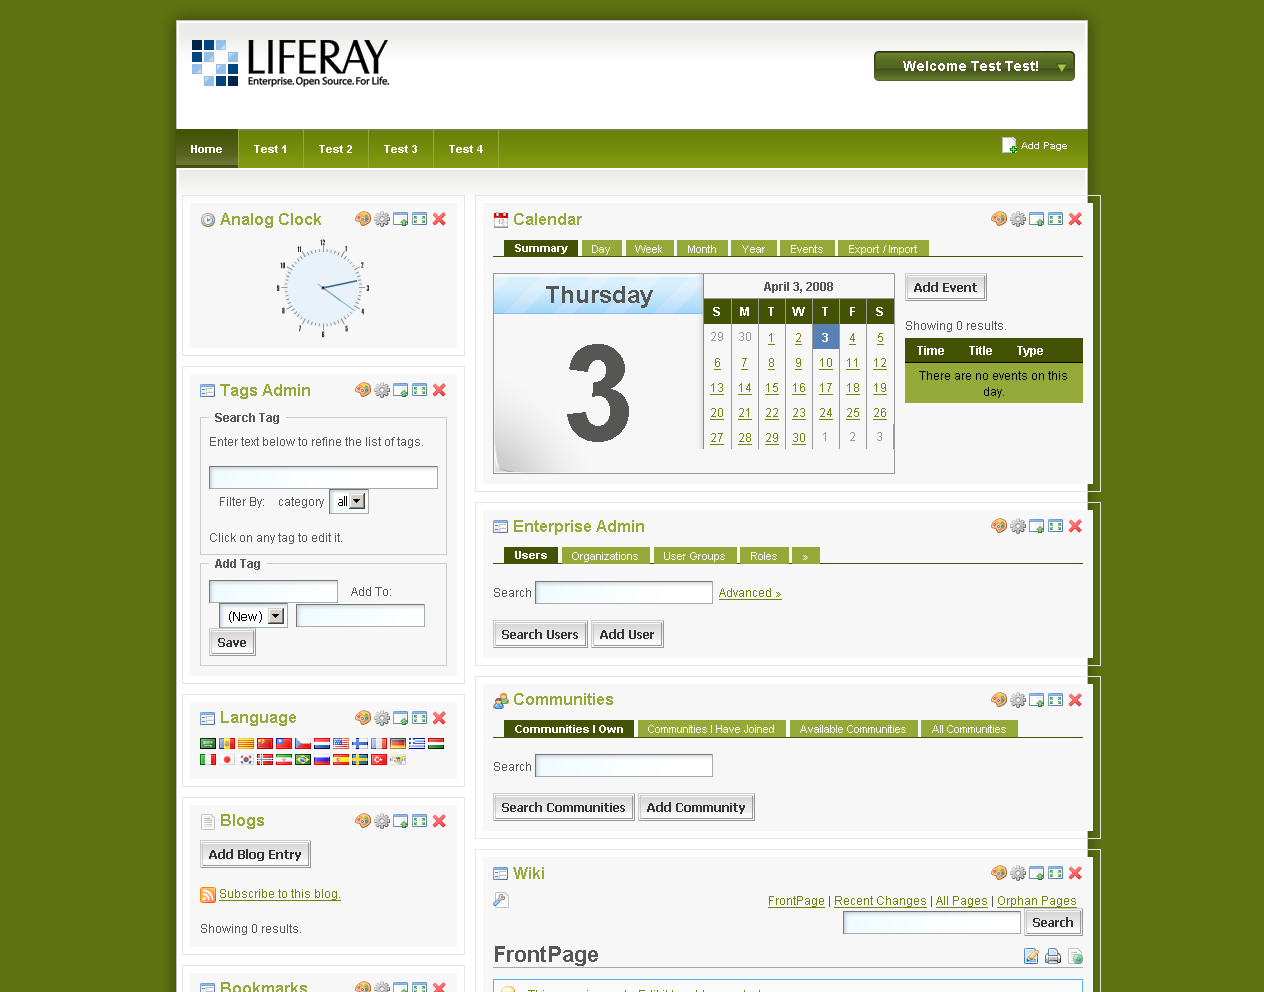 LIFERAY
Enterprise. Open Source. For Life.
Welcome Test Test!
Home Test 1 Test 2 Test 3 Test 4
Add Page
Analog Clock
12 1 2 3 4 5 6 7 8 9 10 11
Tags Admin
Search Tag
Enter text below to refine the list of tags.
Filter By: category all
Click on any tag to edit it.
Add Tag
Add To:
(New)
Save
Language
Blogs
Add Blog Entry
Subscribe to this blog.
Showing 0 results.
Bookmarks
Calendar
Summary Day Week Month Year Events Export / Import
Thursday
3
April 3, 2008
S M T W T F S
29 30 1 2 3 4 5
6 7 8 9 10 11 12
13 14 15 16 17 18 19
20 21 22 23 24 25 26
27 28 29 30 1 2 3
Add Event
Showing 0 results.
Time Title Type
There are no events on this
day.
Enterprise Admin
Users Organizations User Groups Roles »
Search Advanced »
Search Users Add User
Communities
Communities I Own Communities I Have Joined Available Communities All Communities
Search
Search Communities Add Community
Wiki
FrontPage | Recent Changes | All Pages | Orphan Pages
Search
FrontPage